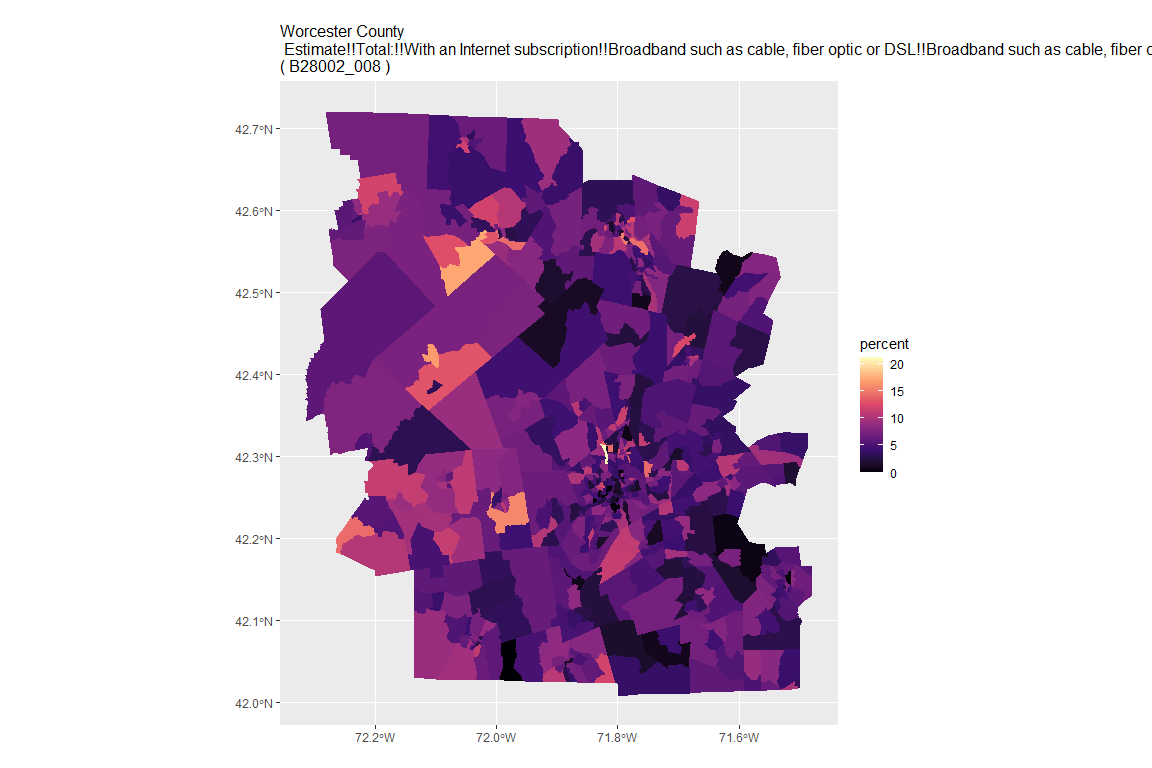 Worcester County
Estimate!!Total:!!With an Internet subscription!!Broadband such as cable, fiber optic or DSL!!Broadband such as cable, fiber
( B28002_008 )
42.7°N
42.6°N
42.5°N
42.4°N
42.3°N
42.2°N
42.1°N
42.0°N
72.2°W 72.0°W 71.8°W 71.6°W
percent
20
15
10
5
0